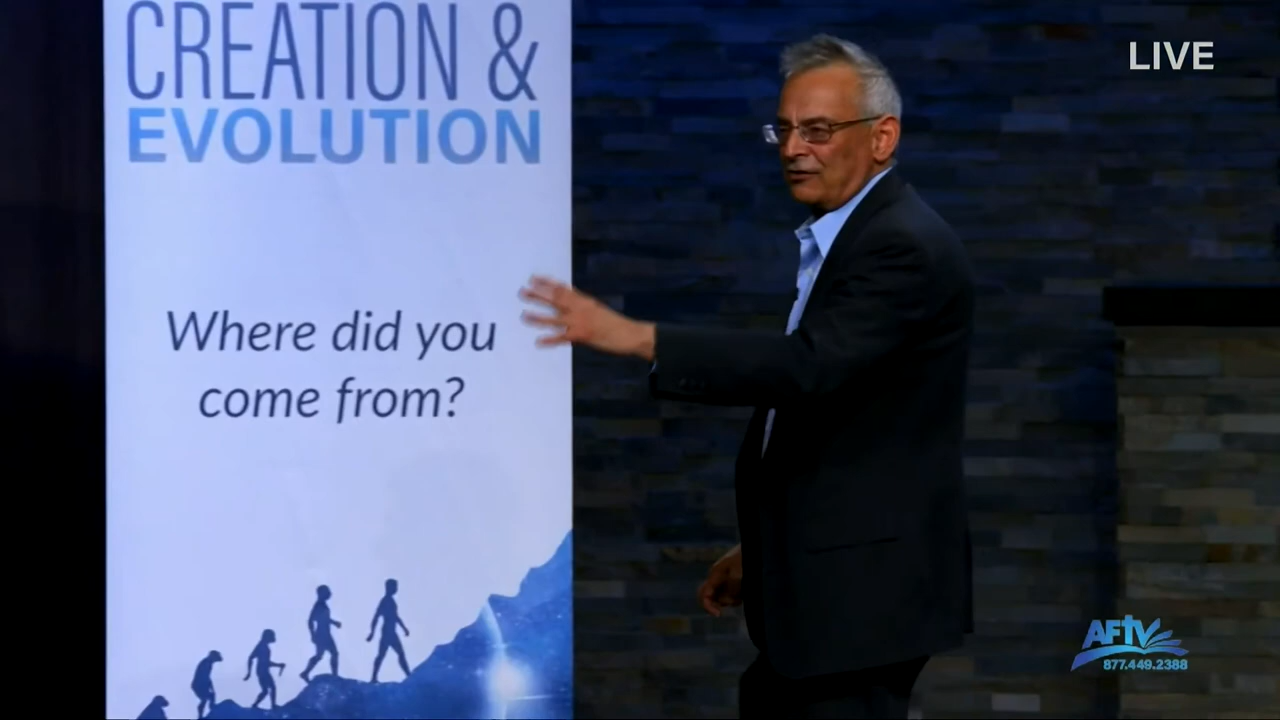 CREATION &
EVOLUTION
Where did you
come from?
LIVE
AFTV
877.449.2388